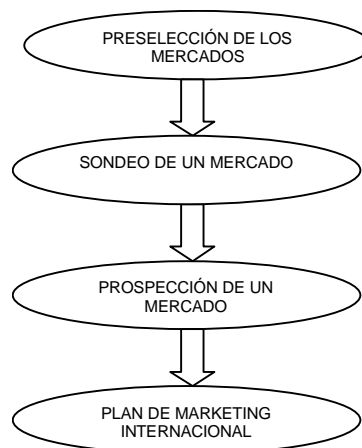 PRESELECCIÓN DE LOS
MERCADOS
SONDEO DE UN MERCADO
PROSPECCIÓN DE UN
MERCADO
PLAN DE MARKETING
INTERNACIONAL